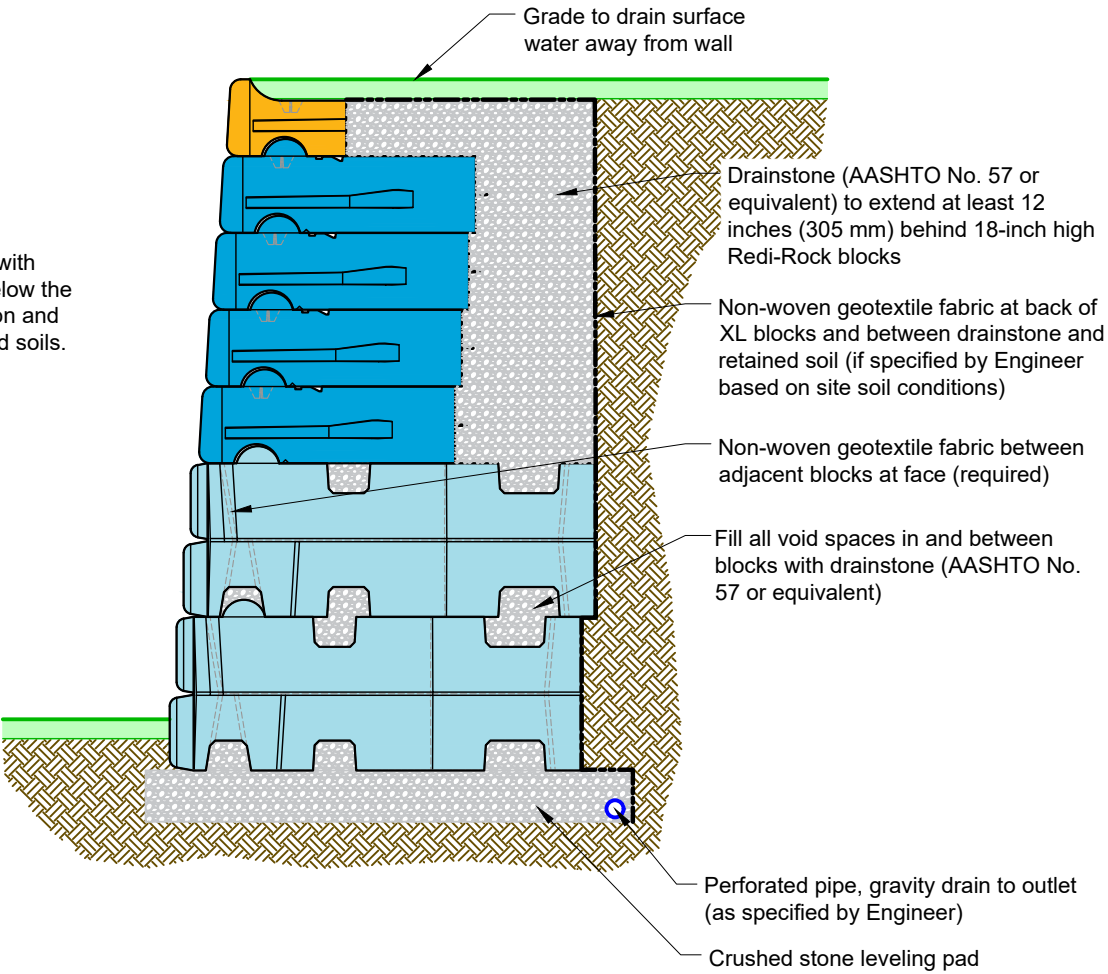 Grade to drain surface
water away from wall
Drainstone (AASHTO No. 57 or
equivalent) to extend at least 12
inches (305 mm) behind 18-inch high
Redi-Rock blocks
with
elow the
on and
d soils.
Non-woven geotextile fabric at back of
XL blocks and between drainstone and
retained soil (if specified by Engineer
based on site soil conditions)
Non-woven geotextile fabric between
adjacent blocks at face (required)
Fill all void spaces in and between
blocks with drainstone (AASHTO No.
57 or equivalent)
Perforated pipe, gravity drain to outlet
(as specified by Engineer)
Crushed stone leveling pad